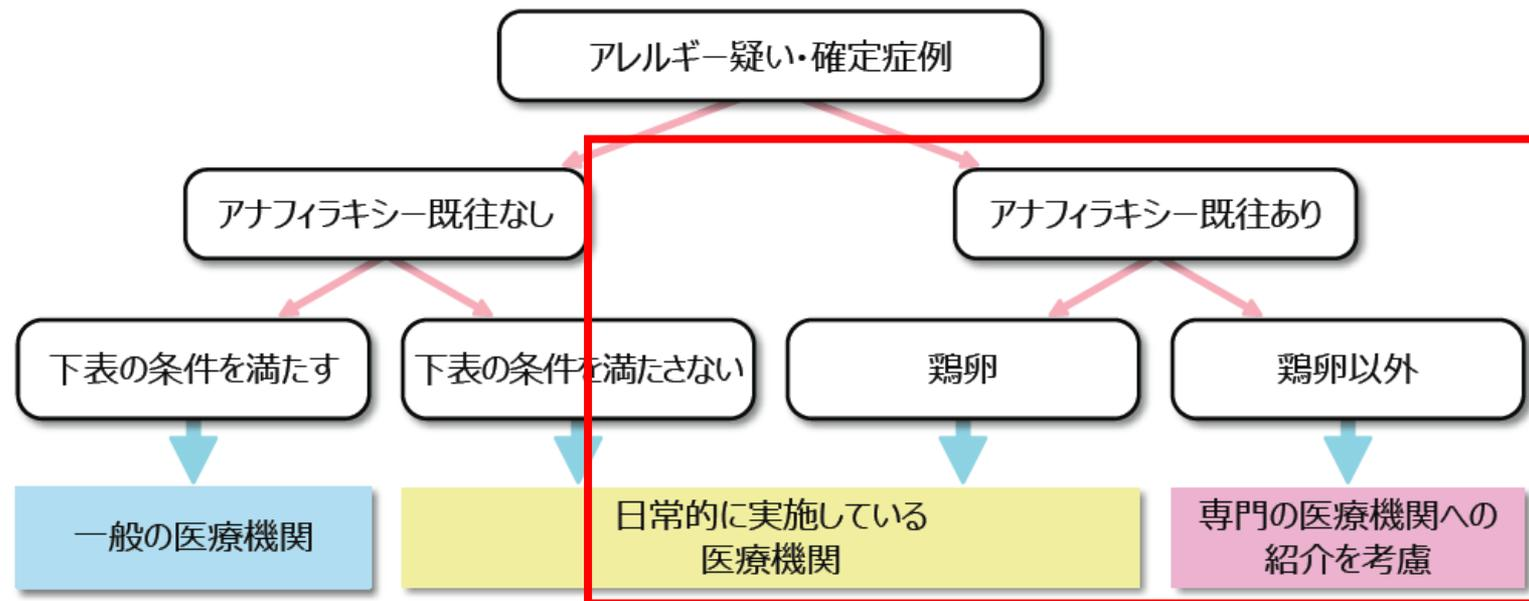 アレルギー疑い・確定症例
アナフィラキシー既往なし
アナフィラキシー既往あり
下表の条件を満たす
下表の条件を満たさない
鶏卵
鶏卵以外
一般の医療機関
日常的に実施している
医療機関
専門の医療機関への
紹介を考慮